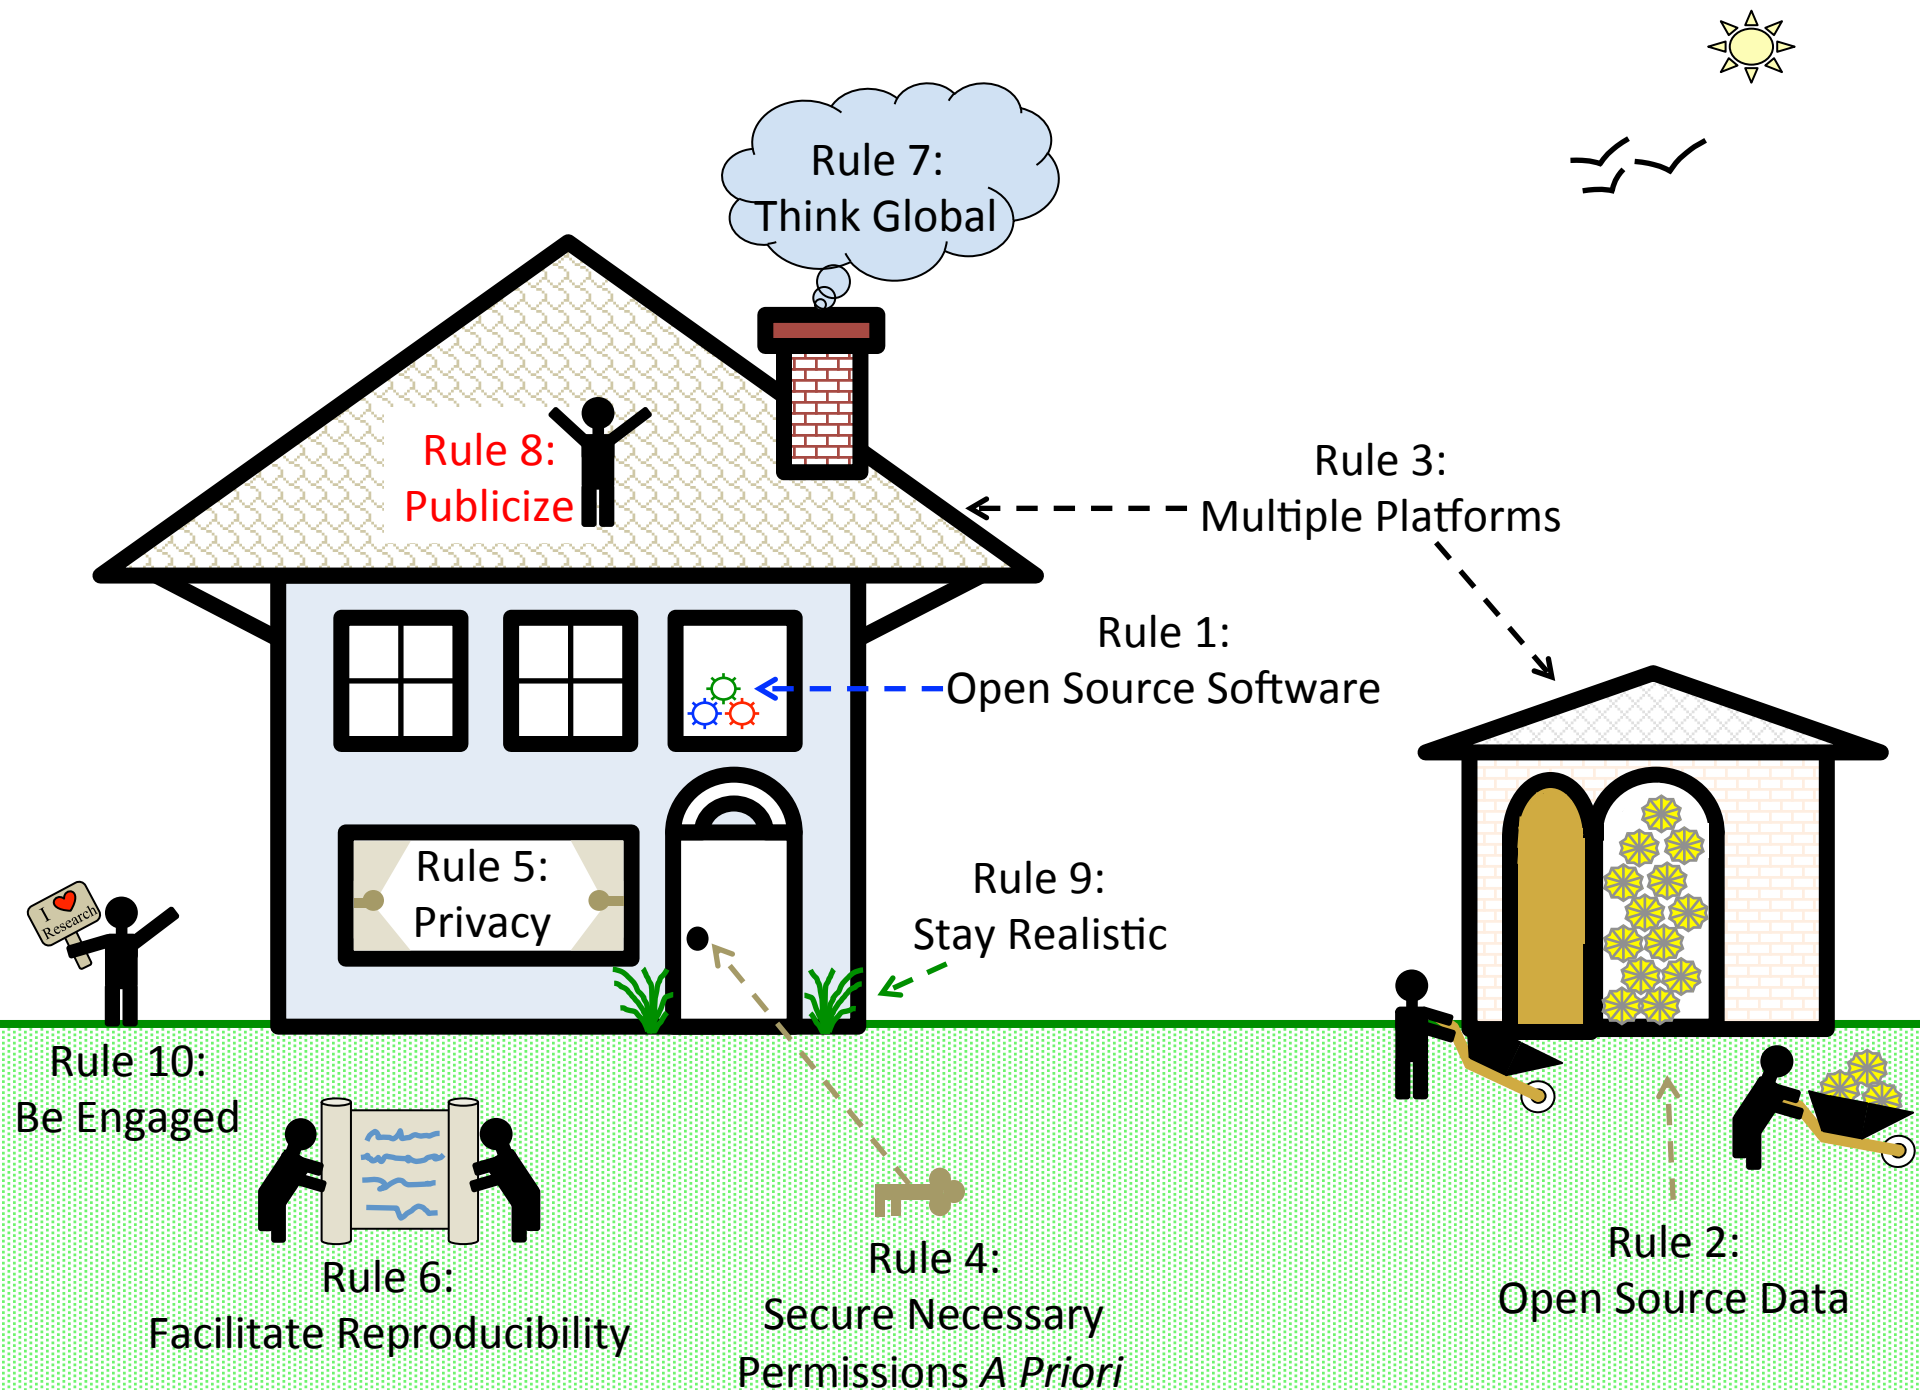 Rule 7:
Think Global
Rule 8:
Publicize
Rule 3:
Multiple Platforms
Rule 1:
Open Source Software
Rule 5:
Privacy
Rule 9:
Stay Realistic
I
Research
Rule 10:
Be Engaged
Rule 6:
Facilitate Reproducibility
Rule 4:
Secure Necessary
Permissions A Priori
Rule 2:
Open Source Data